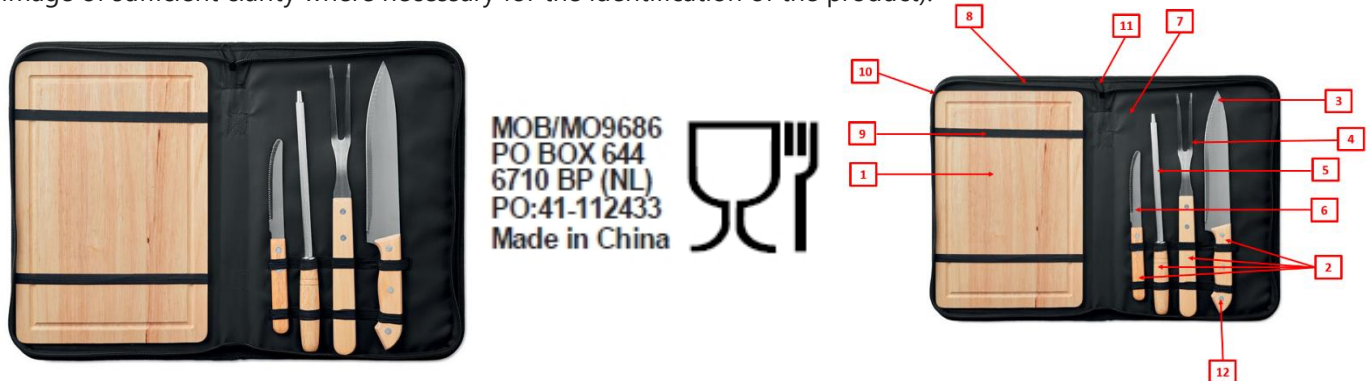 image of sufficient clarity where necessary for the identification of the product).
MOB/MO9686
PO BOX 644
6710 BP (NL)
PO:41-112433
Made in China
8
11
7
10
3
9
4
1
5
6
2
12